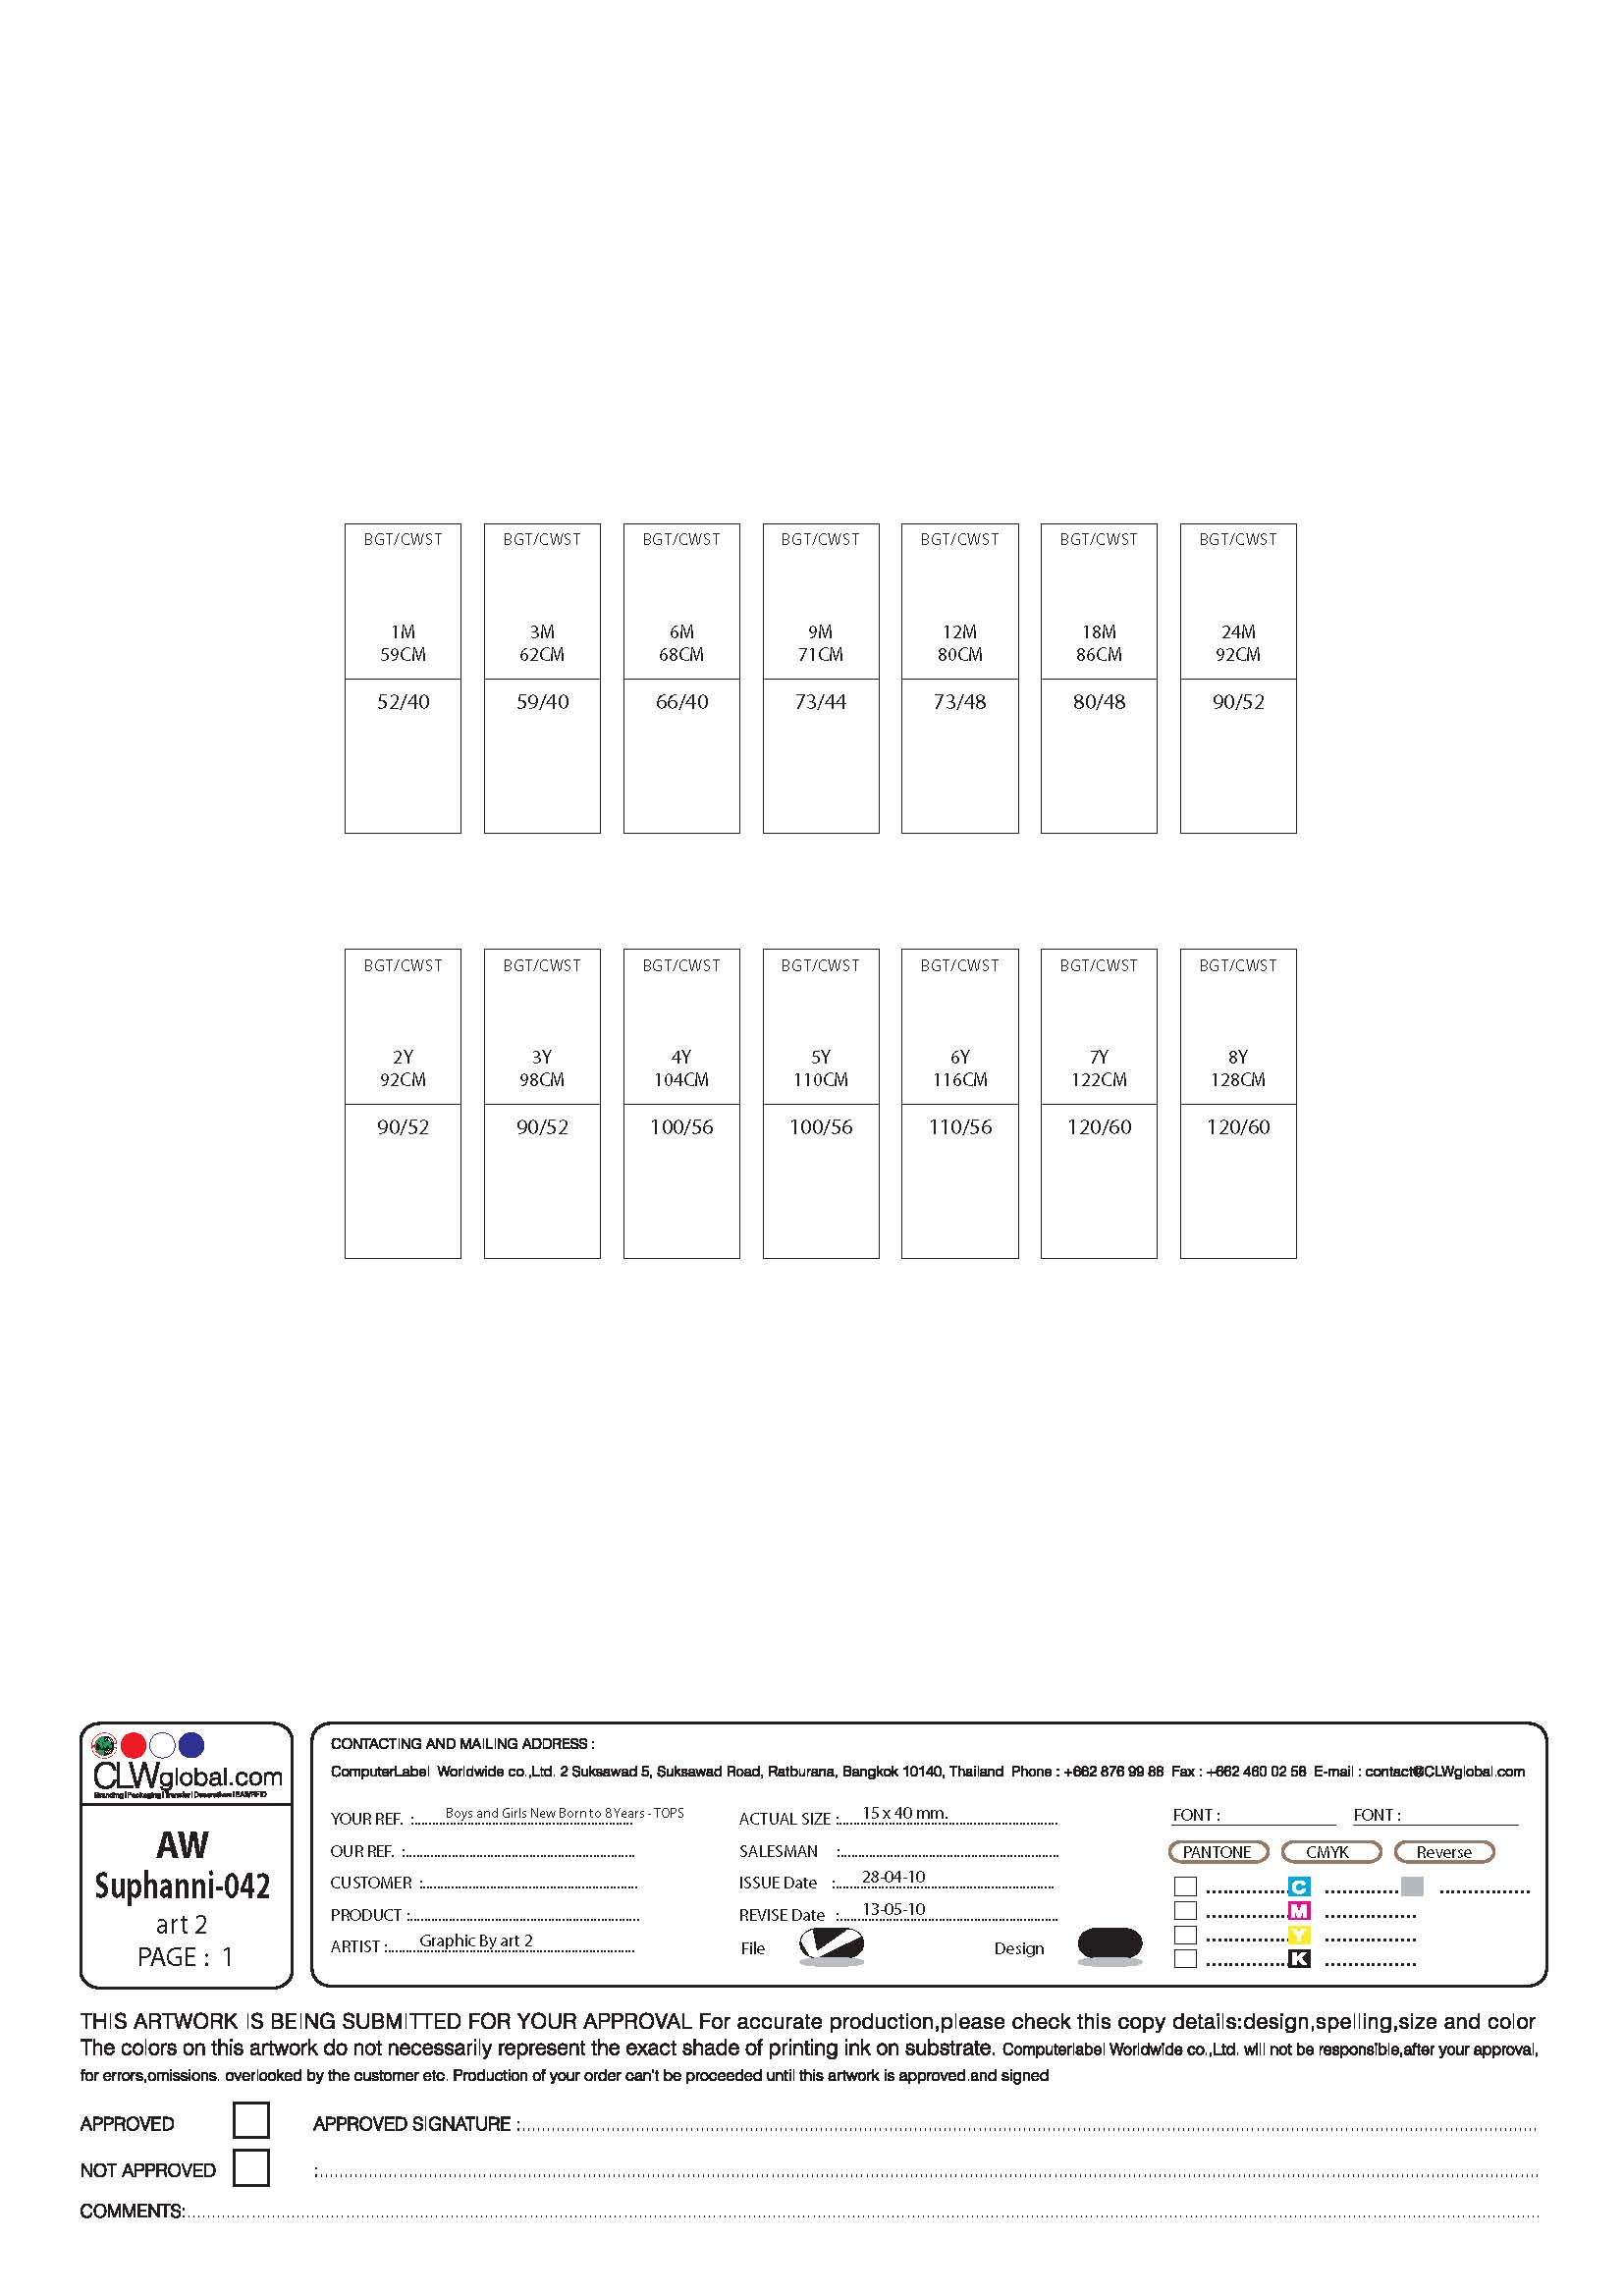 BGT/CWST BGT/CWST BGT/CWST BGT/CWST BGT/CWST BGT/CWST BGT/CWST
1M 3M 6M 9M 12M 18M 24M
59CM 62CM 68CM 71CM 80CM 86CM 92CM
52/40 59/40 66/40 73/44 73/48 80/48 90/52
BGT/CWST BGT/CWST BGT/CWST BGT/CWST BGT/CWST BGT/CWST BGT/CWST
2Y 3Y 4Y 5Y 6Y 7Y 8Y
92CM 98CM 104CM 110CM 116CM 122CM 128CM
90/52 90/52 100/56 100/56 110/56 120/60 120/60
CLWglobal.com
Branding | Packaging | Transfer | Decorations | EAS/RFID
AW
Suphanni-042
art 2
PAGE : 1
CONTACTING AND MAILING ADDRESS :
ComputerLabel Worldwide co.,Ltd. 2 Suksawad 5, Suksawad Road, Ratburana, Bangkok 10140, Thailand Phone : +662 876 99 88 Fax : +662 460 02 56 E-mail : contact@CLWglobal.com
YOUR REF. : Boys and Girls New Born to 8 Years - TOPS
OUR REF. :
CUSTOMER :
PRODUCT :
ARTIST : Graphic By art 2
ACTUAL SIZE : 15 x 40 mm.
SALESMAN :
ISSUE Date : 28-04-10
REVISE Date : 13-05-10
File Design
FONT : FONT :
PANTONE CMYK Reverse
C
M
Y
K
THIS ARTWORK IS BEING SUBMITTED FOR YOUR APPROVAL For accurate production,please check this copy details:design,spelling,size and color
The colors on this artwork do not necessarily represent the exact shade of printing ink on substrate. Computerlabel Worldwide co.,Ltd. will not be responsible,after your approval,
for errors,omissions. overlooked by the customer etc. Production of your order can't be proceeded until this artwork is approved.and signed
APPROVED APPROVED SIGNATURE :
NOT APPROVED :
COMMENTS: